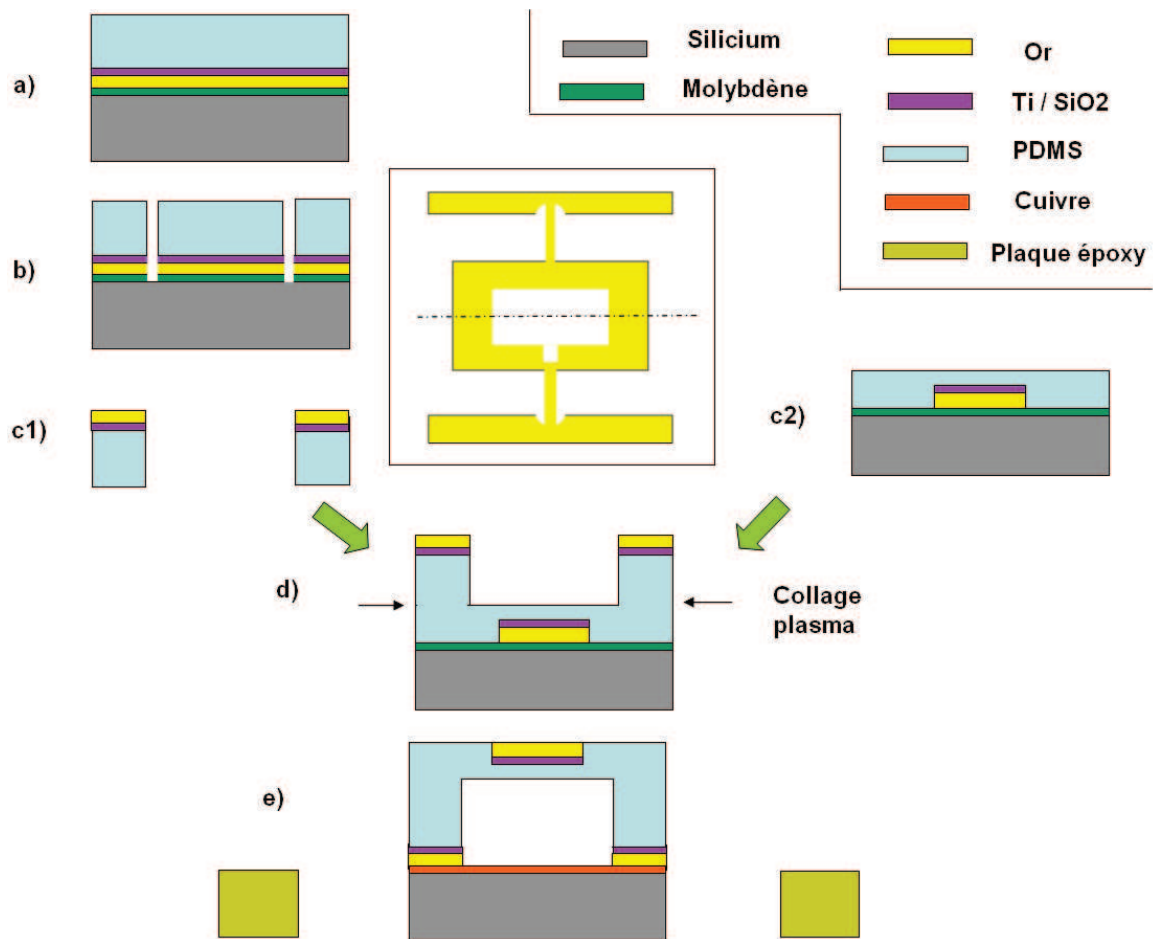 Silicium
Molybdène
Or
Ti / SiO2
PDMS
Cuivre
Plaque époxy
a)
b)
c1)
c2)
d)
Collage
plasma
e)